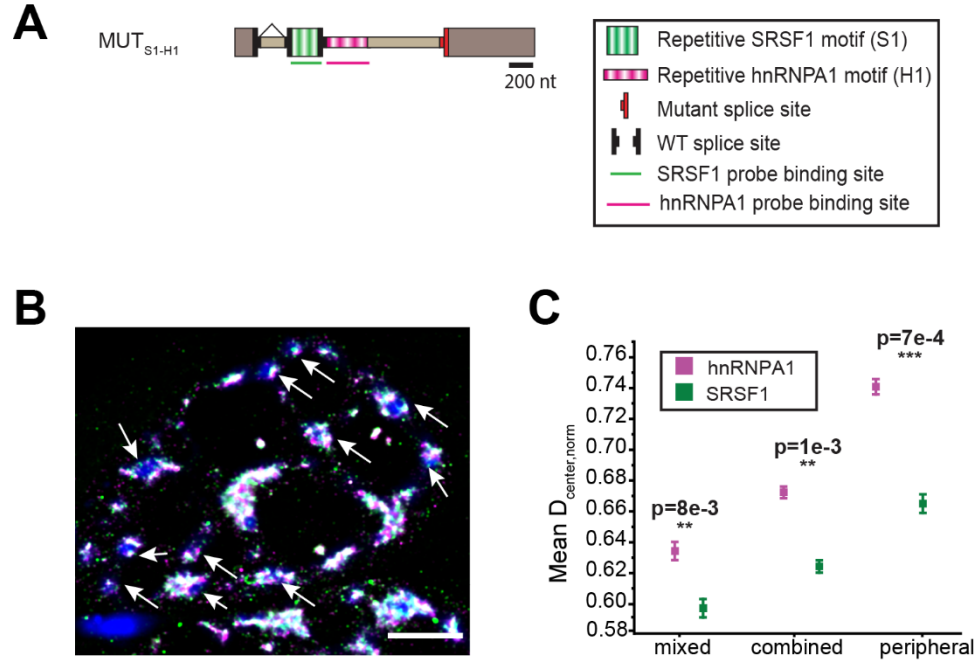 A
MUT S1-H1
200 nt
Repetitive SRSF1 motif (S1)
Repetitive hnRNPA1 motif (H1)
Mutant splice site
WT splice site
SRSF1 probe binding site
hnRNPA1 probe binding site
B
C
Mean D center,norm
0.76
0.74
0.72
0.70
0.68
0.66
0.64
0.62
0.60
0.58
hnRNPA1
SRSF1
p=7e-4
***
p=1e-3
**
p=8e-3
**
mixed
combined
peripheral